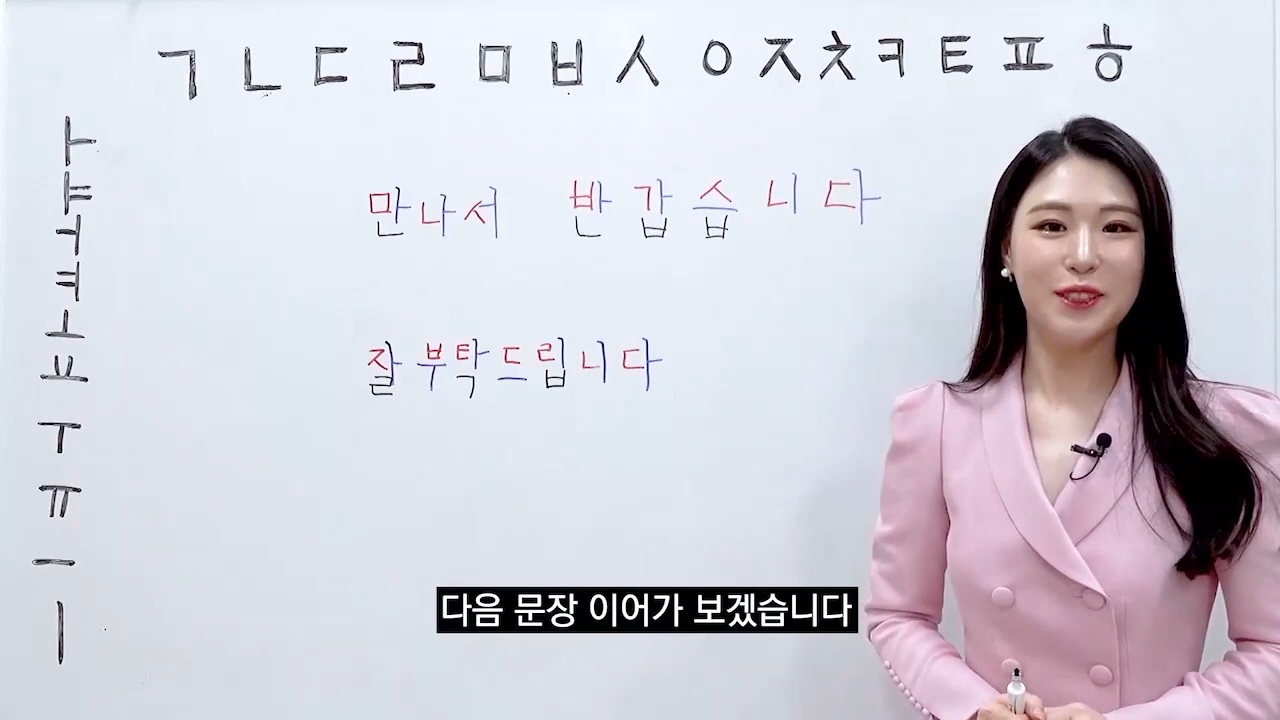 ㄱ ㄴ ㄷ ㄹ ㅁ ㅂ ㅅ ㅇ ㅈ ㅊ ㅋ ㅌ ㅍ ㅎ
ㅏ
ㅑ
ㅓ
ㅕ
ㅗ
ㅛ
ㅜ
ㅠ
ㅡ
ㅣ
만나서 반갑습니다
잘 부탁드립니다
다음 문장 이어가 보겠습니다